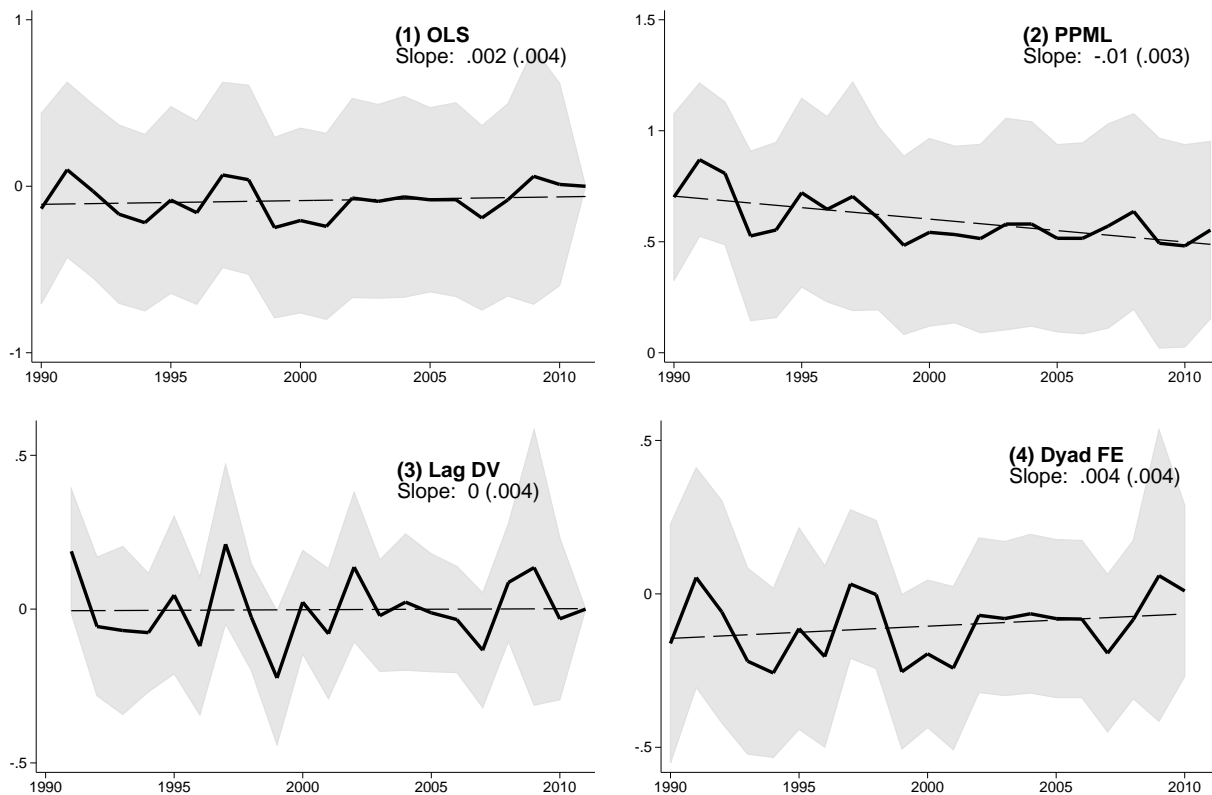 (1) OLS
Slope: .002 (.004)
1
0
-1
1990 1995 2000 2005 2010
(2) PPML
Slope: -.01 (.003)
1.5
1
.5
0
1990 1995 2000 2005 2010
(3) Lag DV
Slope: 0 (.004)
.5
0
-.5
1990 1995 2000 2005 2010
(4) Dyad FE
Slope: .004 (.004)
.5
0
-.5
1990 1995 2000 2005 2010